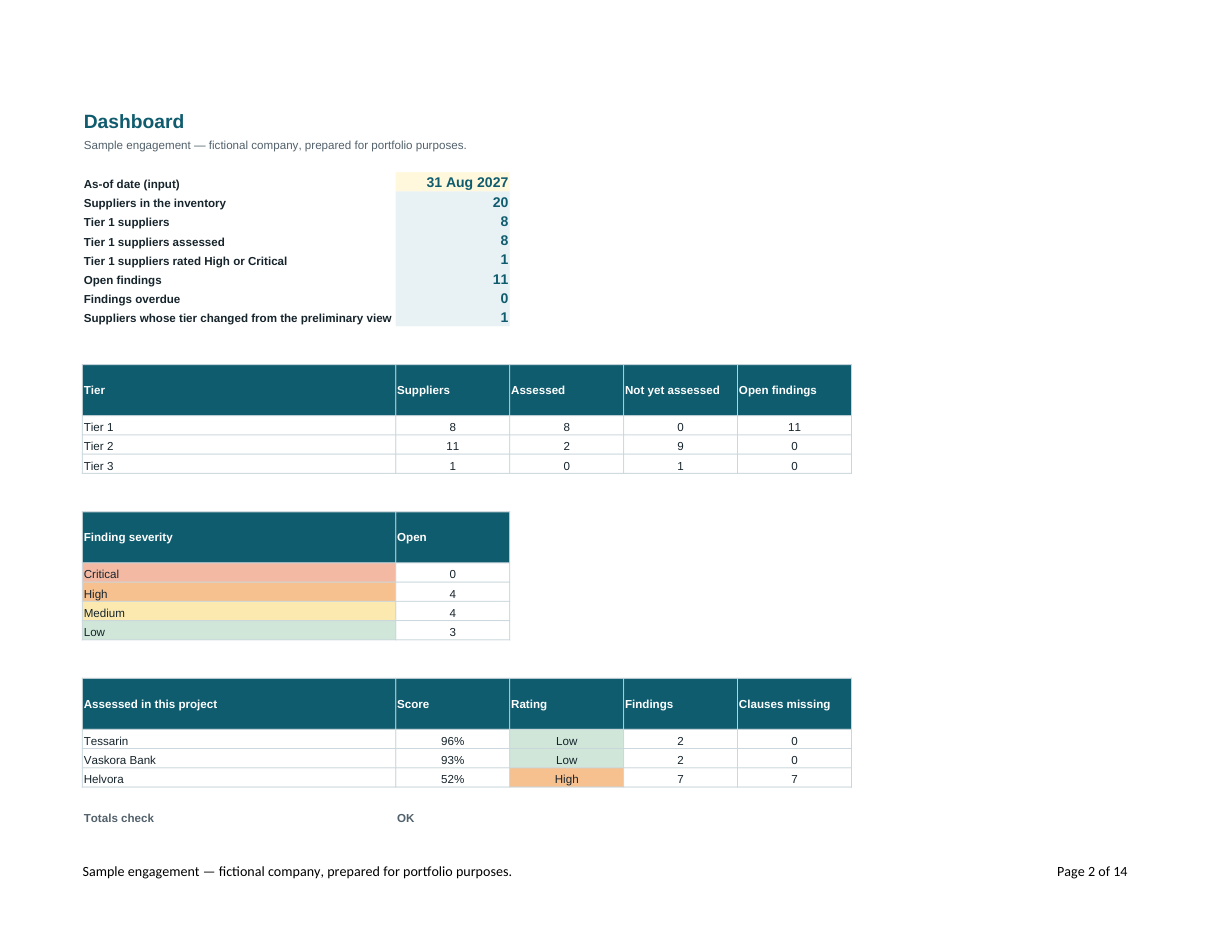 Dashboard
Sample engagement — fictional company, prepared for portfolio purposes.
As-of date (input) 31 Aug 2027
Suppliers in the inventory 20
Tier 1 suppliers 8
Tier 1 suppliers assessed 8
Tier 1 suppliers rated High or Critical 1
Open findings 11
Findings overdue 0
Suppliers whose tier changed from the preliminary view 1
Tier Suppliers Assessed Not yet assessed Open findings
Tier 1 8 8 0 11
Tier 2 11 2 9 0
Tier 3 1 0 1 0
Finding severity Open
Critical 0
High 4
Medium 4
Low 3
Assessed in this project Score Rating Findings Clauses missing
Tessarin 96% Low 2 0
Vaskora Bank 93% Low 2 0
Helvora 52% High 7 7
Totals check OK
Sample engagement — fictional company, prepared for portfolio purposes. Page 2 of 14